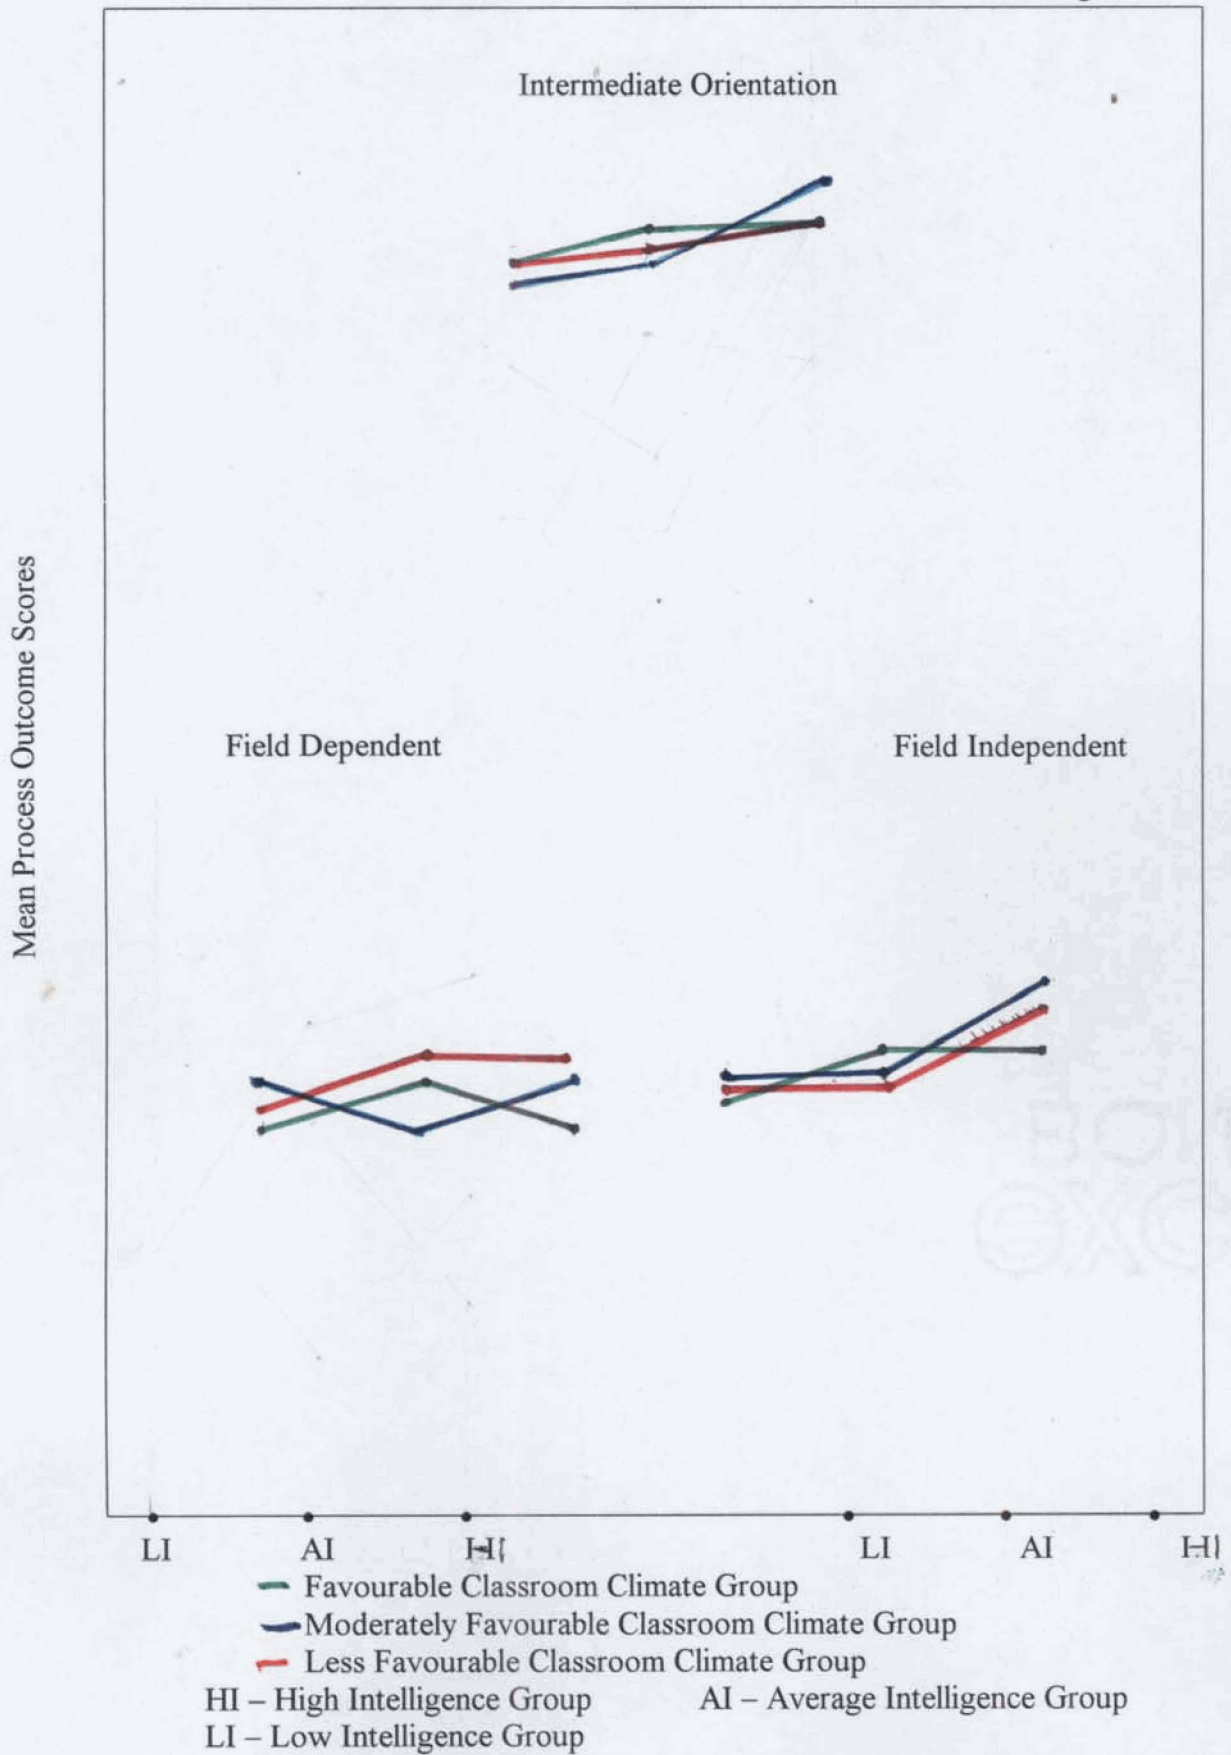 Intermediate Orientation
Mean Process Outcome Scores
Field Dependent
Field Independent
LI AI HI LI AI HI
Favourable Classroom Climate Group
Moderately Favourable Classroom Climate Group
Less Favourable Classroom Climate Group
HI – High Intelligence Group AI – Average Intelligence Group
LI – Low Intelligence Group